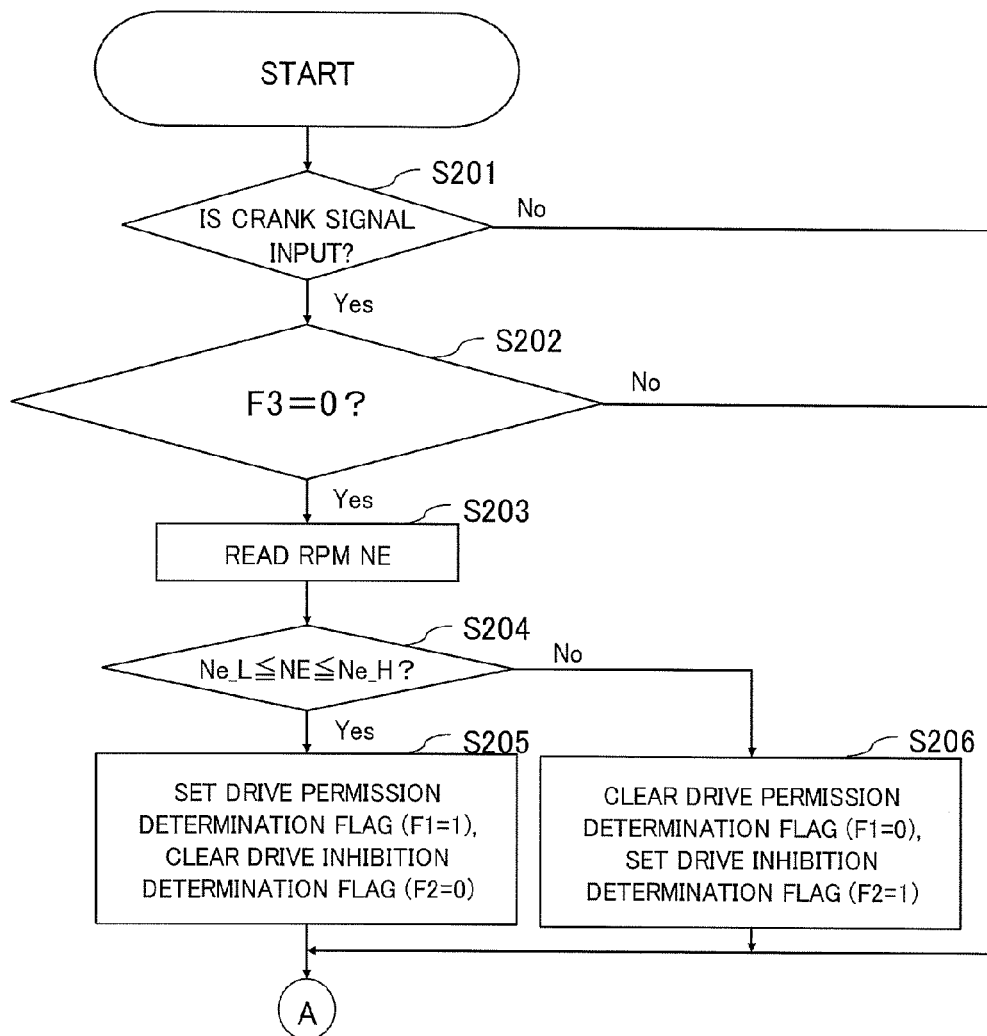 START
S201
IS CRANK SIGNAL
INPUT?
No
Yes
S202
F3=0?
No
Yes
S203
READ RPM NE
S204
Ne_L≦NE≦Ne_H?
No
Yes
S205
SET DRIVE PERMISSION
DETERMINATION FLAG (F1=1),
CLEAR DRIVE INHIBITION
DETERMINATION FLAG (F2=0)
S206
CLEAR DRIVE PERMISSION
DETERMINATION FLAG (F1=0),
SET DRIVE INHIBITION
DETERMINATION FLAG (F2=1)
A